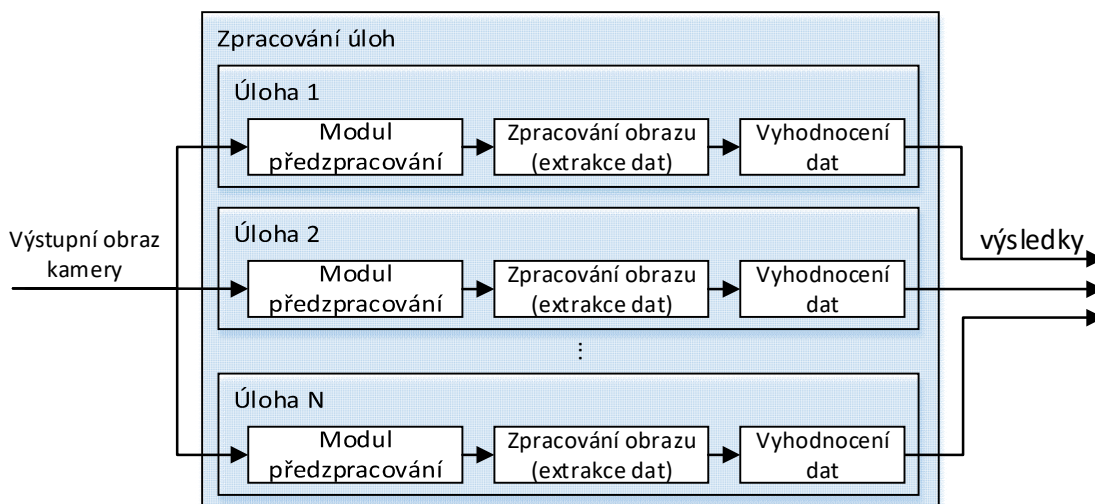 Zpracování úloh
Úloha 1
Modul
předzpracování
Zpracování obrazu
(extrakce dat)
Vyhodnocení
dat
Výstupní obraz
kamery
Úloha 2
Modul
předzpracování
Zpracování obrazu
(extrakce dat)
Vyhodnocení
dat
výsledky
...
Úloha N
Modul
předzpracování
Zpracování obrazu
(extrakce dat)
Vyhodnocení
dat